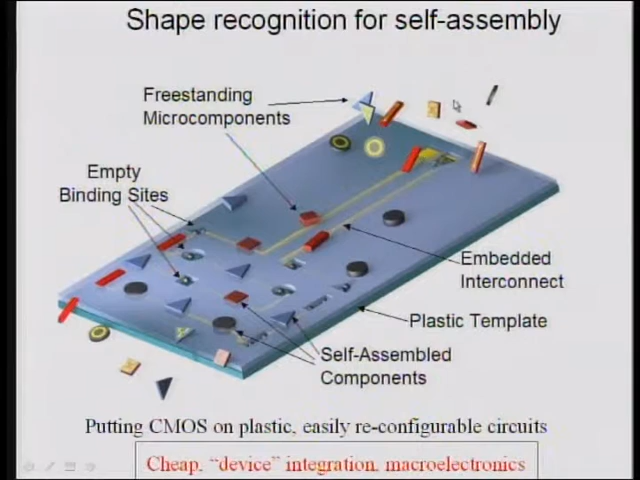 Shape recognition for self-assembly
Freestanding
Microcomponents
Empty
Binding Sites
Embedded
Interconnect
Plastic Template
Self-Assembled
Components
Putting CMOS on plastic, easily re-configurable circuits
Cheap, “device” integration, macroelectronics